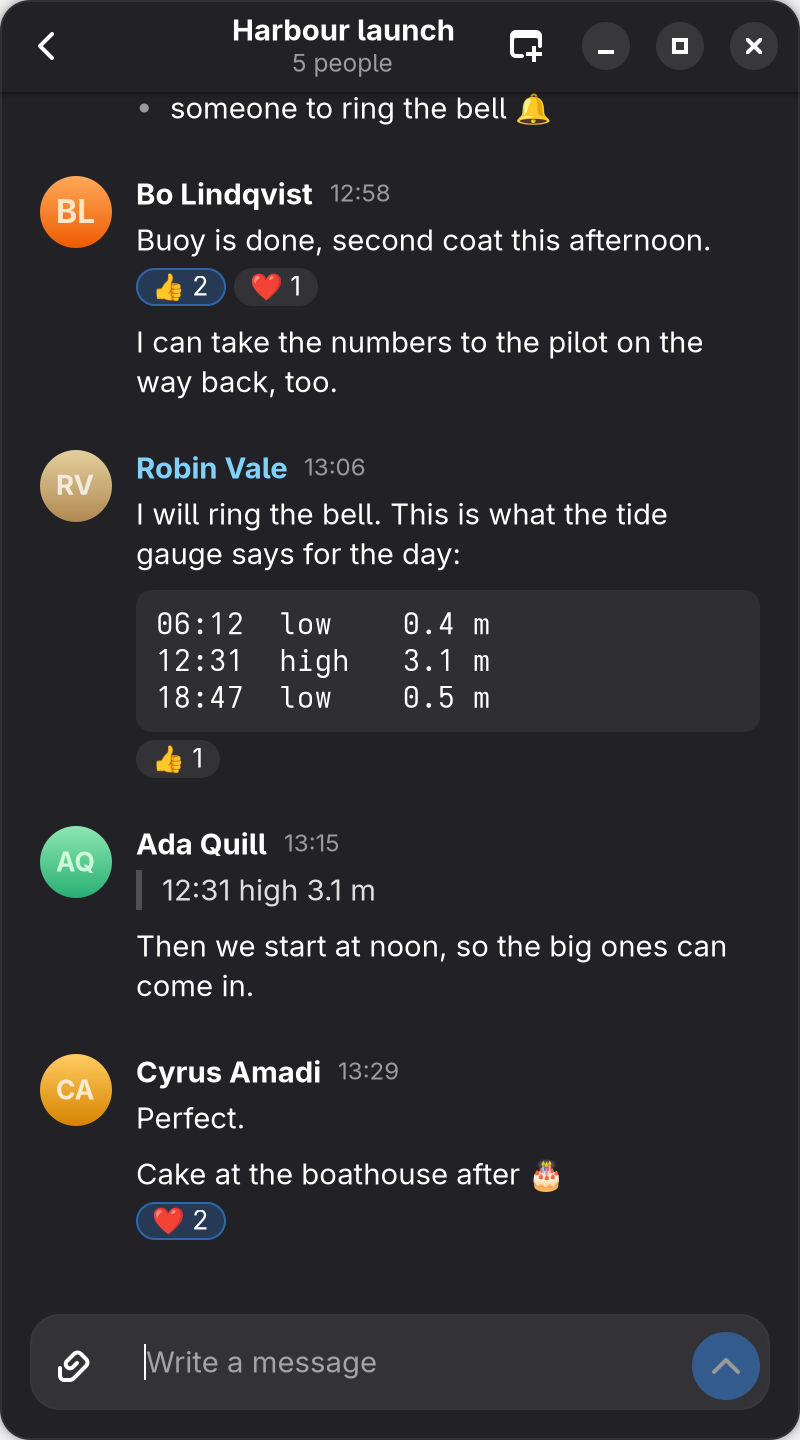 Harbour launch
5 people
• someone to ring the bell 🔔
BL
Bo Lindqvist 12:58
Buoy is done, second coat this afternoon.
👍 2 ❤️ 1
I can take the numbers to the pilot on the
way back, too.
RV
Robin Vale 13:06
I will ring the bell. This is what the tide
gauge says for the day:
06:12  low    0.4 m
12:31  high   3.1 m
18:47  low    0.5 m
👍 1
AQ
Ada Quill 13:15
12:31 high 3.1 m
Then we start at noon, so the big ones can
come in.
CA
Cyrus Amadi 13:29
Perfect.
Cake at the boathouse after 🎂
❤️ 2
Write a message